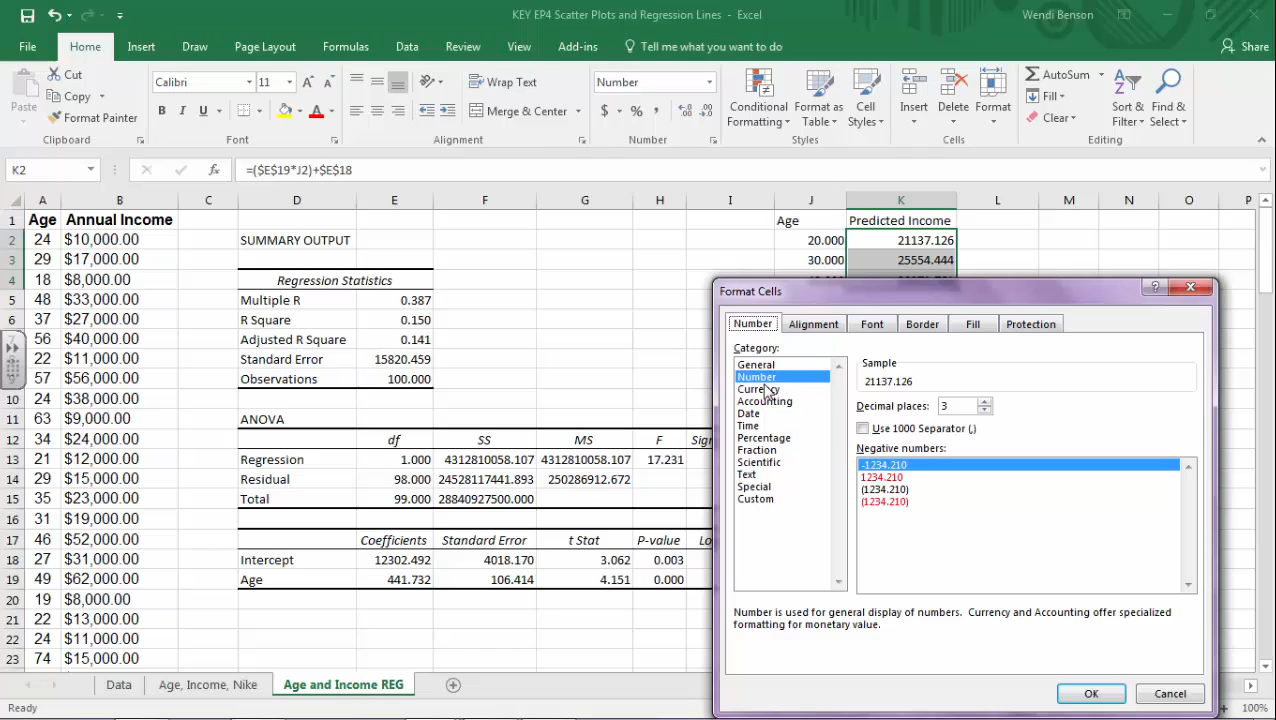 KEY EP4 Scatter Plots and Regression Lines - Excel
Wendi Benson
File Home Insert Draw Page Layout Formulas Data Review View Add-ins Tell me what you want to do Share
Paste
Cut
Copy
Format Painter
Clipboard
Calibri 11
B I U
Font
Wrap Text
Merge & Center
Alignment
Number
$ % ,
Number
Conditional Formatting
Format as Table
Cell Styles
Styles
Insert Delete Format
Cells
AutoSum
Fill
Clear
Sort & Filter
Find & Select
Editing
K2 fx =($E$19*J2)+$E$18
A B C D E F G H I J K L M N O P
1 Age Annual Income Age Predicted Income
2 24 $10,000.00 SUMMARY OUTPUT 20.000 21137.126
3 29 $17,000.00 30.000 25554.444
4 18 $8,000.00 Regression Statistics
5 48 $33,000.00 Multiple R 0.387
6 37 $27,000.00 R Square 0.150
56 $40,000.00 Adjusted R Square 0.141
22 $11,000.00 Standard Error 15820.459
57 $56,000.00 Observations 100.000
10 24 $38,000.00
11 63 $9,000.00 ANOVA
12 34 $24,000.00 df SS MS F Sign
13 21 $12,000.00 Regression 1.000 4312810058.107 4312810058.107 17.231
14 29 $15,000.00 Residual 98.000 24528117441.893 250286912.672
15 35 $23,000.00 Total 99.000 28840927500.000
16 31 $19,000.00
17 46 $52,000.00 Coefficients Standard Error t Stat P-value Lo
18 27 $31,000.00 Intercept 12302.492 4018.170 3.062 0.003
19 49 $62,000.00 Age 441.732 106.414 4.151 0.000
20 19 $8,000.00
21 22 $13,000.00
22 24 $11,000.00
23 74 $15,000.00
Format Cells
Number Alignment Font Border Fill Protection
Category:
General
Number
Currency
Accounting
Date
Time
Percentage
Fraction
Scientific
Text
Special
Custom
Sample
21137.126
Decimal places: 3
Use 1000 Separator (,)
Negative numbers:
-1234.210
1234.210
(1234.210)
(1234.210)
Number is used for general display of numbers. Currency and Accounting offer specialized
formatting for monetary value.
OK Cancel
Data Age, Income, Nike Age and Income REG
Ready 100%